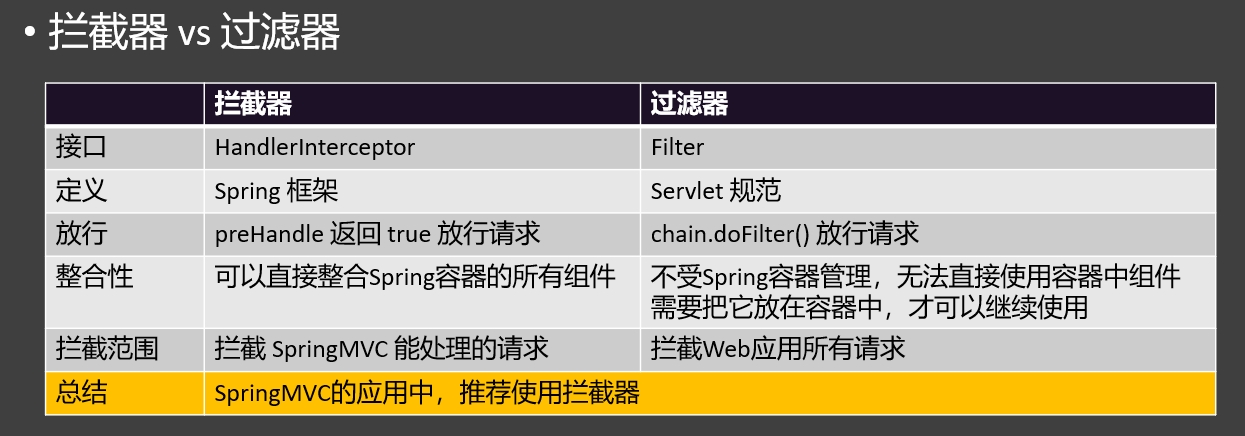 • 拦截器 vs 过滤器
拦截器 过滤器
接口 HandlerInterceptor Filter
定义 Spring 框架 Servlet 规范
放行 preHandle 返回 true 放行请求 chain.doFilter() 放行请求
整合性 可以直接整合Spring容器的所有组件 不受Spring容器管理，无法直接使用容器中组件
需要把它放在容器中，才可以继续使用
拦截范围 拦截 SpringMVC 能处理的请求 拦截Web应用所有请求
总结 SpringMVC的应用中，推荐使用拦截器